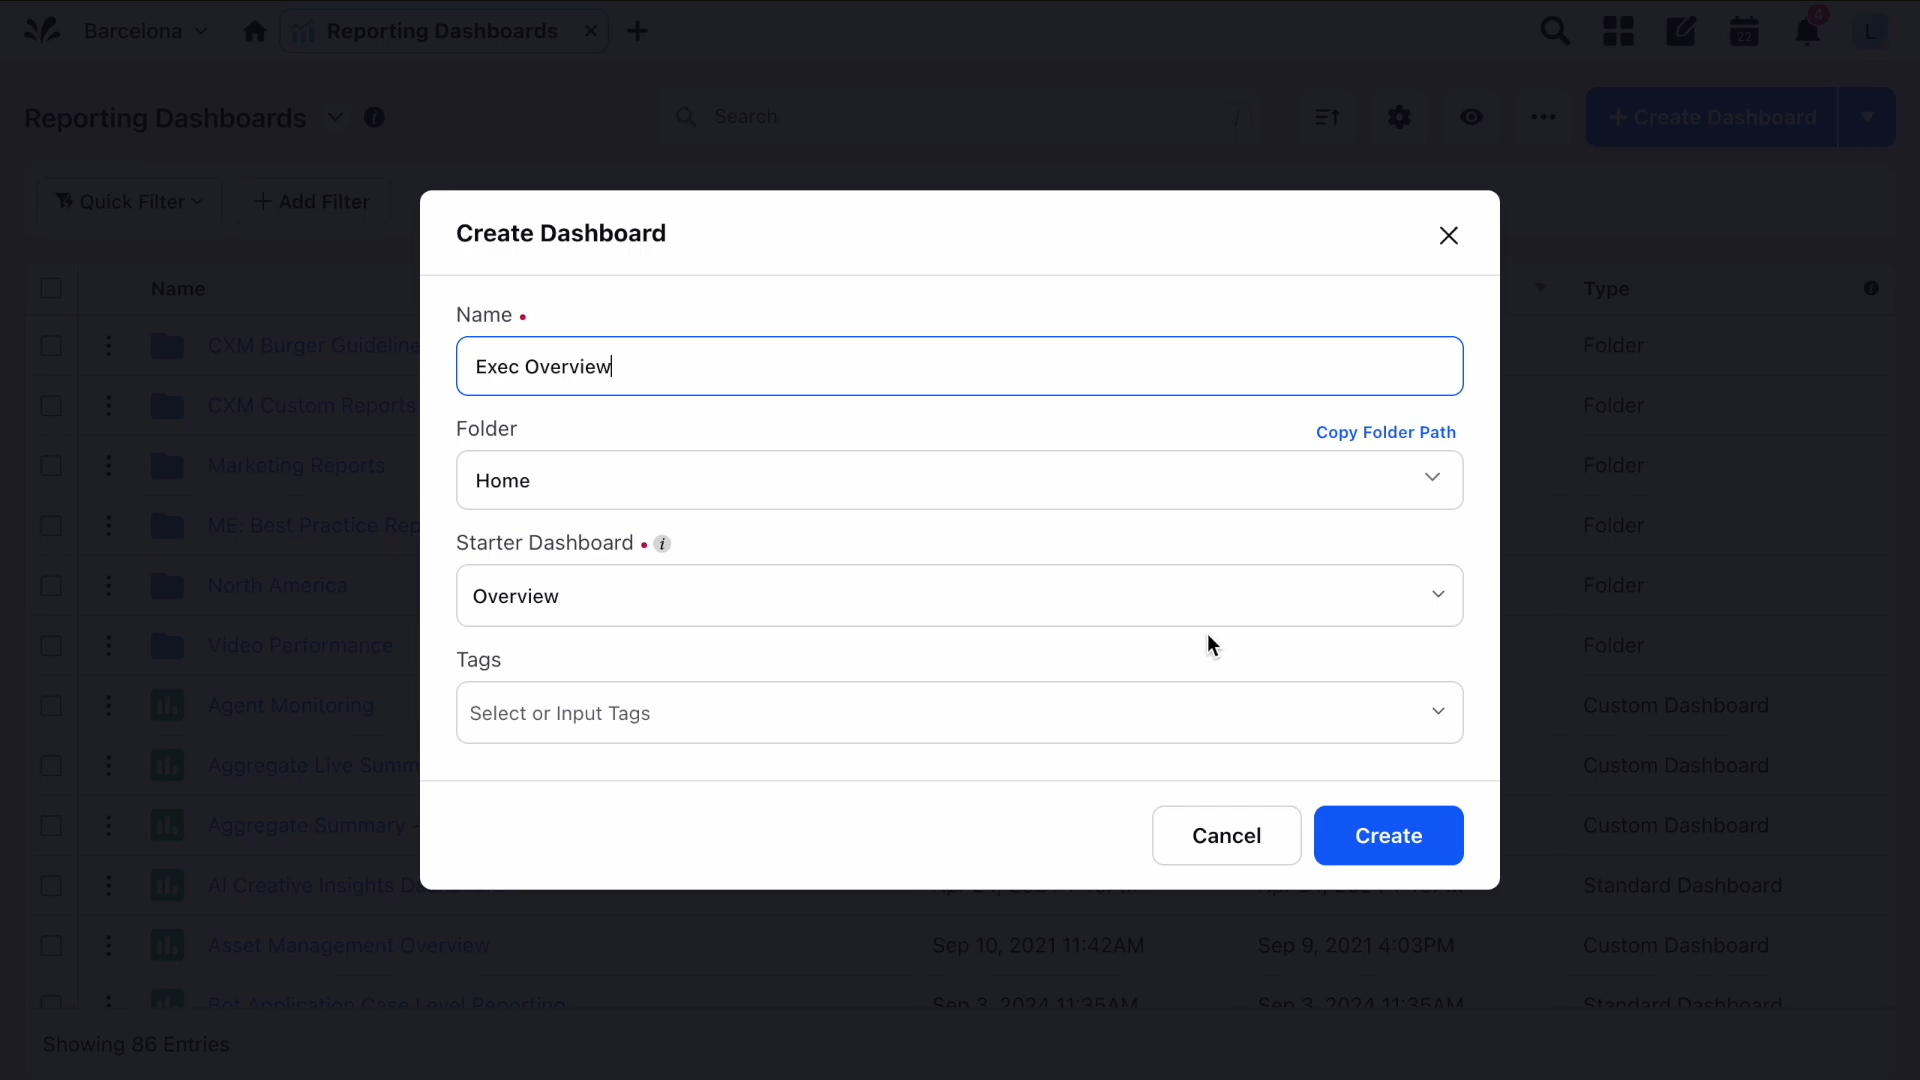 Barcelona
Reporting Dashboards
22
4
L
Reporting Dashboards
Search
/
+ Create Dashboard
Quick Filter
+ Add Filter
Create Dashboard
Name
Exec Overview
Folder
Copy Folder Path
Home
Starter Dashboard
Overview
Tags
Select or Input Tags
Cancel
Create
Name
Type
CXM Burger Guideline
Folder
CXM Custom Reports
Folder
Marketing Reports
Folder
ME: Best Practice Rep
Folder
North America
Folder
Video Performance
Folder
Agent Monitoring
Custom Dashboard
Aggregate Live Summ
Custom Dashboard
Aggregate Summary -
Custom Dashboard
AI Creative Insights
Standard Dashboard
Asset Management Overview
Sep 10, 2021 11:42AM
Sep 9, 2021 4:03PM
Custom Dashboard
Bot Application Case Level Reporting
Sep 3, 2024 11:35AM
Sep 3, 2024 11:35AM
Standard Dashboard
Showing 86 Entries